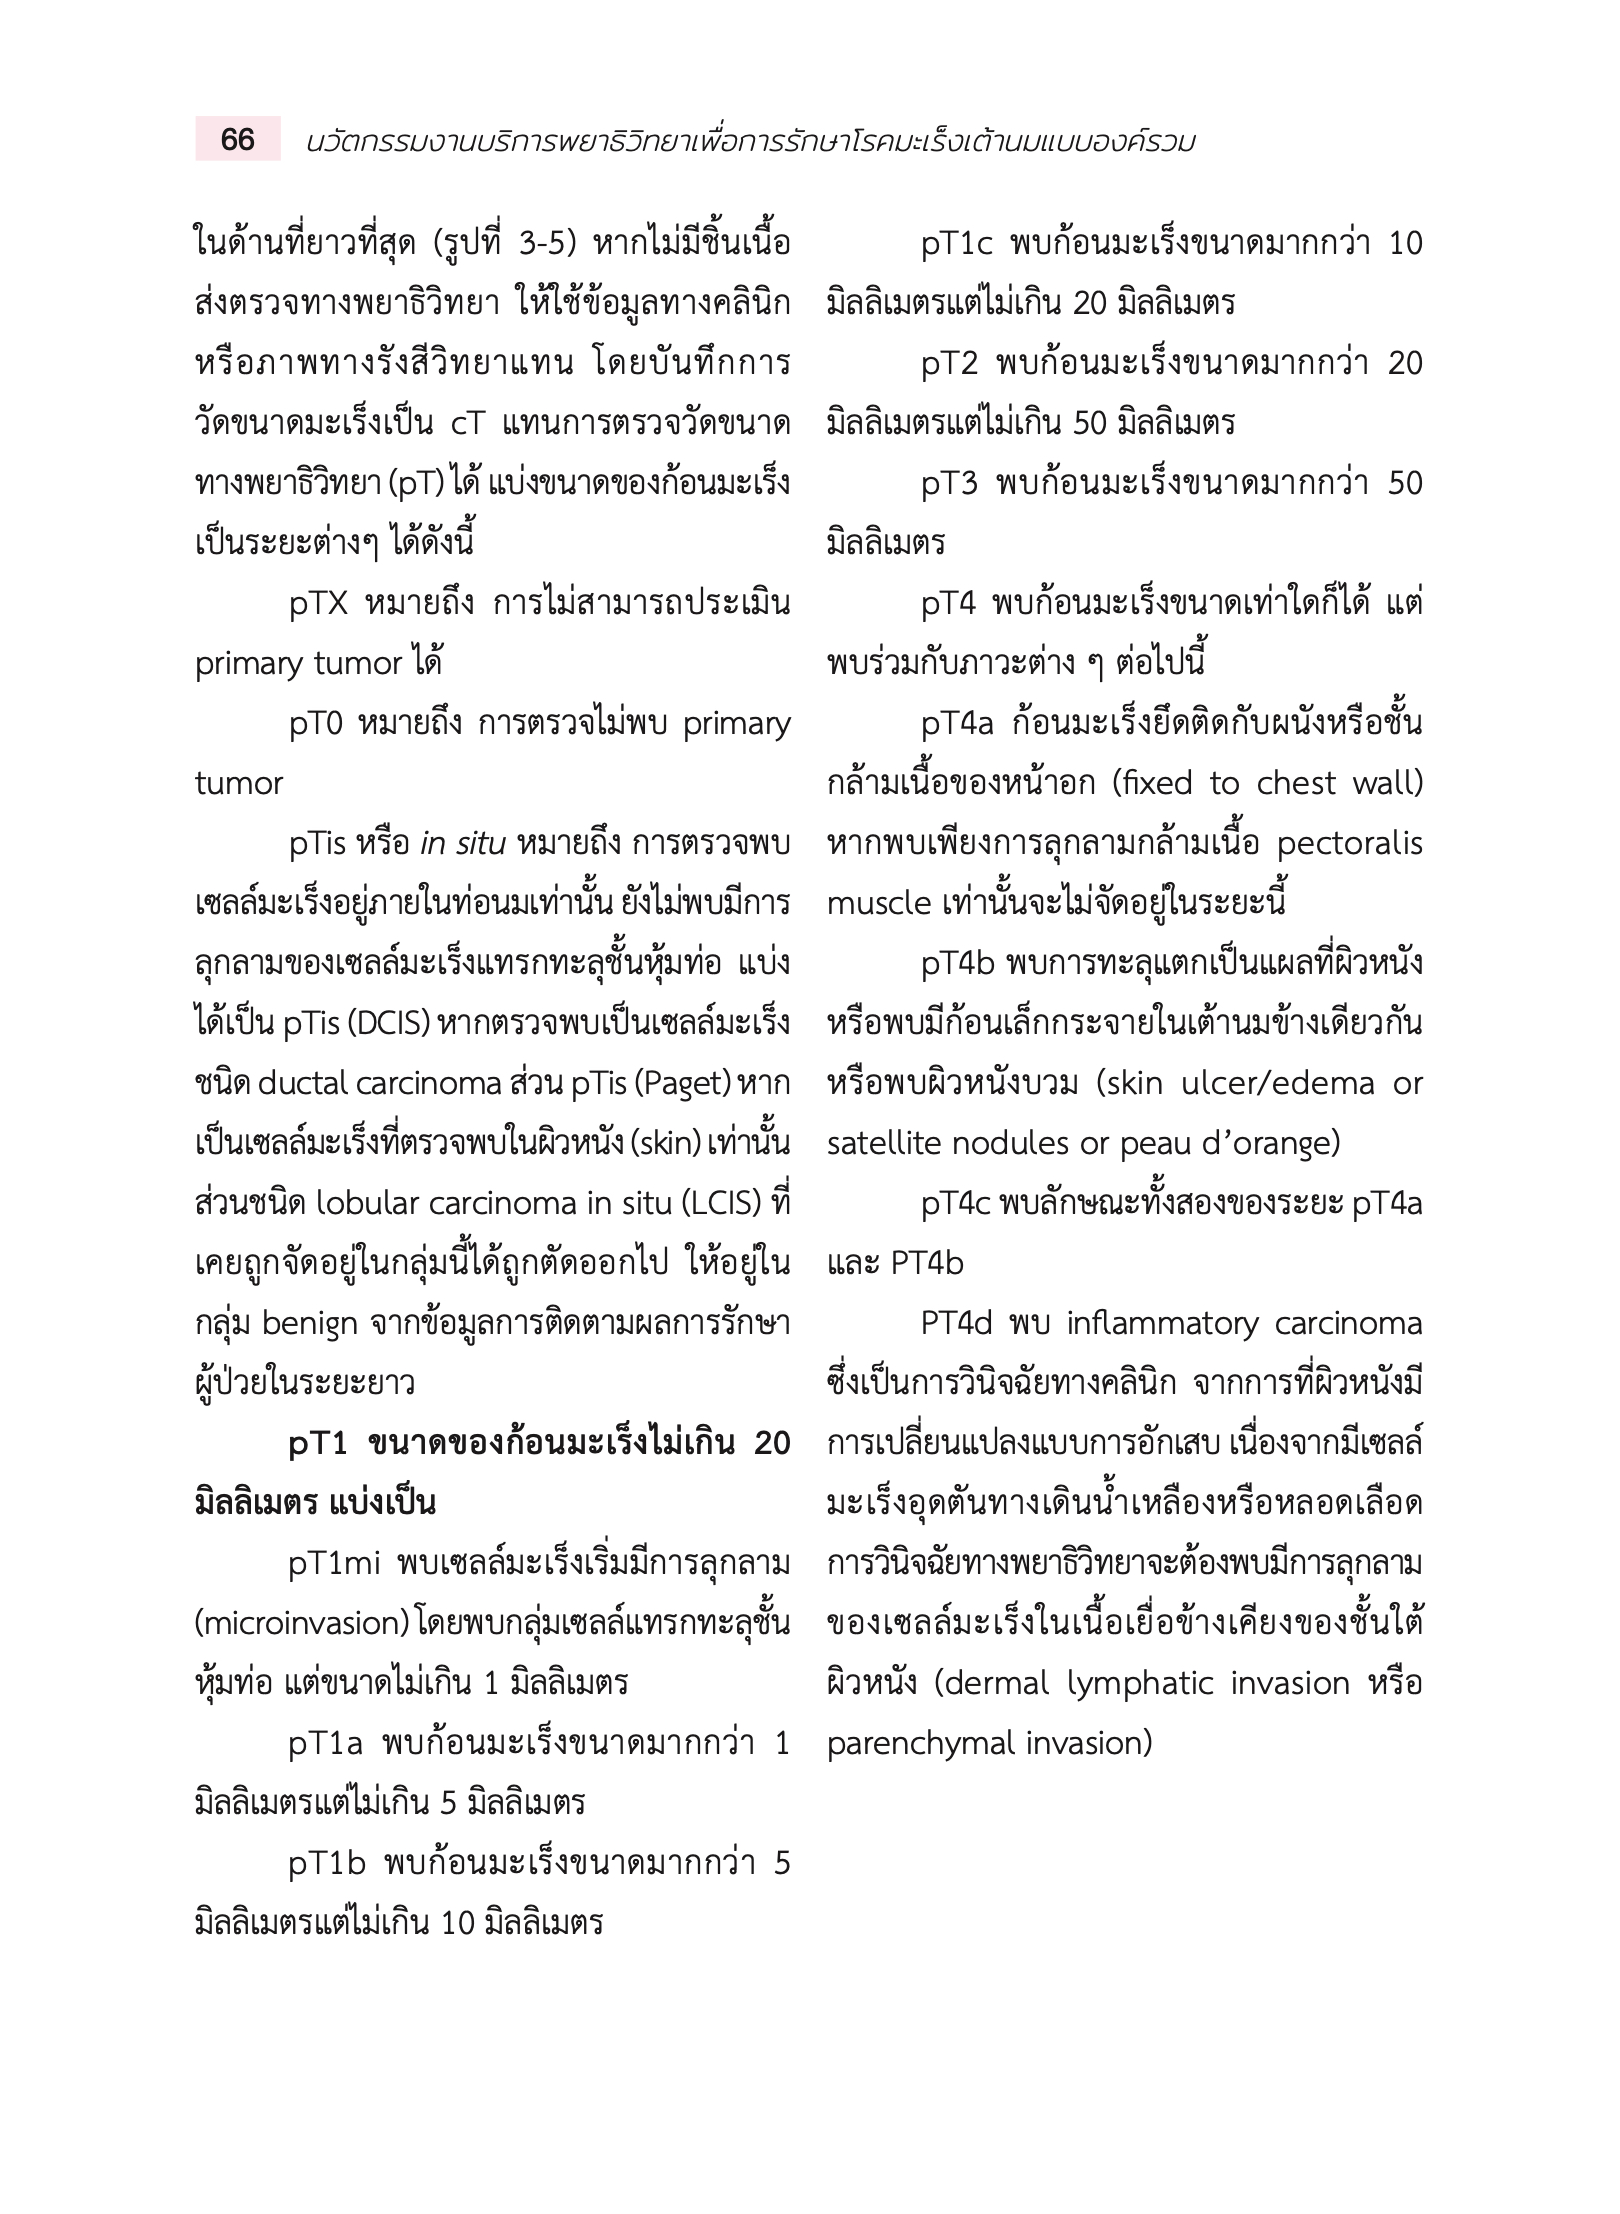 66 นวัตกรรมงานบริการพยาธิวิทยาเพื่อการรักษาโรคมะเร็งเต้านมแบบองค์รวม
ในด้านที่ยาวที่สุด (รูปที่ 3-5) หากไม่มีชิ้นเนื้อ
ส่งตรวจทางพยาธิวิทยา ให้ใช้ข้อมูลทางคลินิก
หรือภาพทางรังสีวิทยาแทน โดยบันทึกการ
วัดขนาดมะเร็งเป็น cT แทนการตรวจวัดขนาด
ทางพยาธิวิทยา (pT) ได้ แบ่งขนาดของก้อนมะเร็ง
เป็นระยะต่างๆ ได้ดังนี้
pTX หมายถึง การไม่สามารถประเมิน
primary tumor ได้
pT0 หมายถึง การตรวจไม่พบ primary
tumor
pTis หรือ in situ หมายถึง การตรวจพบ
เซลล์มะเร็งอยู่ภายในท่อนมเท่านั้น ยังไม่พบมีการ
ลุกลามของเซลล์มะเร็งแทรกทะลุชั้นหุ้มท่อ แบ่ง
ได้เป็น pTis (DCIS) หากตรวจพบเป็นเซลล์มะเร็ง
ชนิด ductal carcinoma ส่วน pTis (Paget) หาก
เป็นเซลล์มะเร็งที่ตรวจพบในผิวหนัง (skin) เท่านั้น
ส่วนชนิด lobular carcinoma in situ (LCIS) ที่
เคยถูกจัดอยู่ในกลุ่มนี้ได้ถูกตัดออกไป ให้อยู่ใน
กลุ่ม benign จากข้อมูลการติดตามผลการรักษา
ผู้ป่วยในระยะยาว
pT1 ขนาดของก้อนมะเร็งไม่เกิน 20
มิลลิเมตร แบ่งเป็น
pT1mi พบเซลล์มะเร็งเริ่มมีการลุกลาม
(microinvasion) โดยพบกลุ่มเซลล์แทรกทะลุชั้น
หุ้มท่อ แต่ขนาดไม่เกิน 1 มิลลิเมตร
pT1a พบก้อนมะเร็งขนาดมากกว่า 1
มิลลิเมตรแต่ไม่เกิน 5 มิลลิเมตร
pT1b พบก้อนมะเร็งขนาดมากกว่า 5
มิลลิเมตรแต่ไม่เกิน 10 มิลลิเมตร
pT1c พบก้อนมะเร็งขนาดมากกว่า 10
มิลลิเมตรแต่ไม่เกิน 20 มิลลิเมตร
pT2 พบก้อนมะเร็งขนาดมากกว่า 20
มิลลิเมตรแต่ไม่เกิน 50 มิลลิเมตร
pT3 พบก้อนมะเร็งขนาดมากกว่า 50
มิลลิเมตร
pT4 พบก้อนมะเร็งขนาดเท่าใดก็ได้ แต่
พบร่วมกับภาวะต่าง ๆ ต่อไปนี้
pT4a ก้อนมะเร็งยึดติดกับผนังหรือชั้น
กล้ามเนื้อของหน้าอก (fixed to chest wall)
หากพบเพียงการลุกลามกล้ามเนื้อ pectoralis
muscle เท่านั้นจะไม่จัดอยู่ในระยะนี้
pT4b พบการทะลุแตกเป็นแผลที่ผิวหนัง
หรือพบมีก้อนเล็กกระจายในเต้านมข้างเดียวกัน
หรือพบผิวหนังบวม (skin ulcer/edema or
satellite nodules or peau d’orange)
pT4c พบลักษณะทั้งสองของระยะ pT4a
และ PT4b
PT4d พบ inflammatory carcinoma
ซึ่งเป็นการวินิจฉัยทางคลินิก จากการที่ผิวหนังมี
การเปลี่ยนแปลงแบบการอักเสบ เนื่องจากมีเซลล์
มะเร็งอุดตันทางเดินน้ำเหลืองหรือหลอดเลือด
การวินิจฉัยทางพยาธิวิทยาจะต้องพบมีการลุกลาม
ของเซลล์มะเร็งในเนื้อเยื่อข้างเคียงของชั้นใต้
ผิวหนัง (dermal lymphatic invasion หรือ
parenchymal invasion)